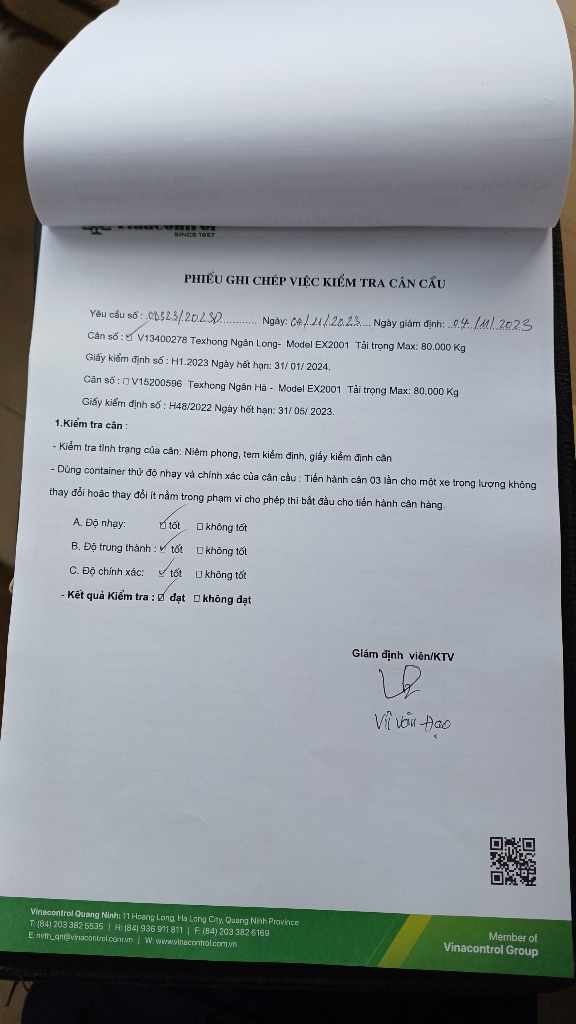 SINCE 1957
PHIẾU GHI CHÉP VIỆC KIỂM TRA CÂN CẨU
Yêu cầu số : 00323/2023Đ............ Ngày: 04/11/2023.... Ngày giám định: .04/11/2023
Cân số : ☑ V13400278 Texhong Ngân Long- Model EX2001 Tải trọng Max: 80.000 Kg
Giấy kiểm định số : H1.2023 Ngày hết hạn: 31/ 01/ 2024.
Cân số : ☐ V15200596 Texhong Ngân Hà - Model EX2001 Tải trọng Max: 80.000 Kg
Giấy kiểm định số : H48/2022 Ngày hết hạn: 31/ 05/ 2023.
1.Kiểm tra cân :
- Kiểm tra tình trạng của cân: Niêm phong, tem kiểm định, giấy kiểm định cân
- Dùng container thử độ nhạy và chính xác của cân cầu : Tiến hành cân 03 lần cho một xe trọng lượng không
thay đổi hoặc thay đổi ít nằm trong phạm vi cho phép thì bắt đầu cho tiến hành cân hàng.
A. Độ nhạy: ☑ tốt ☐ không tốt
B. Độ trung thành : ☑ tốt ☐ không tốt
C. Độ chính xác: ☑ tốt ☐ không tốt
- Kết quả Kiểm tra : ☑ đạt ☐ không đạt
Giám định viên/KTV
Vũ Văn Đạo
Vinacontrol Quang Ninh: 11 Hoang Long, Ha Long City, Quang Ninh Province
T: (84) 203 382 5535 | H: (84) 936 911 811 | F: (84) 203 382 6169
E: nvth_qn@vinacontrol.com.vn | W: www.vinacontrol.com.vn
Member of
Vinacontrol Group